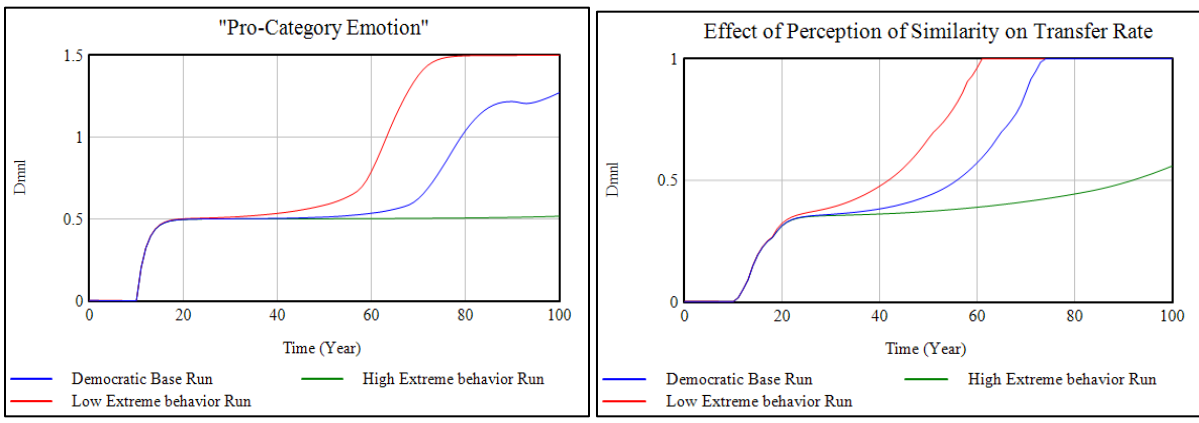 "Pro-Category Emotion"
1.5
1
0.5
0
Dmnl
0 20 40 60 80 100
Time (Year)
Democratic Base Run High Extreme behavior Run
Low Extreme behavior Run
Effect of Perception of Similarity on Transfer Rate
1
0.5
0
Dmnl
0 20 40 60 80 100
Time (Year)
Democratic Base Run High Extreme behavior Run
Low Extreme behavior Run